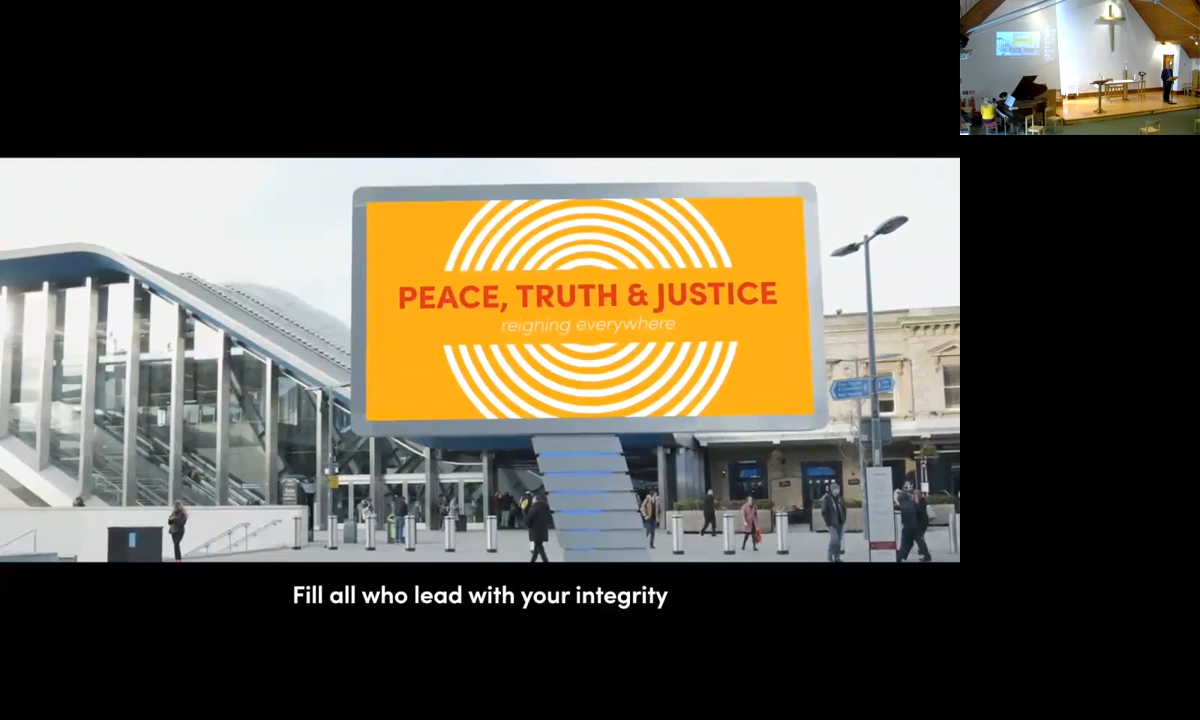 PEACE, TRUTH & JUSTICE
reigning everywhere
Fill all who lead with your integrity